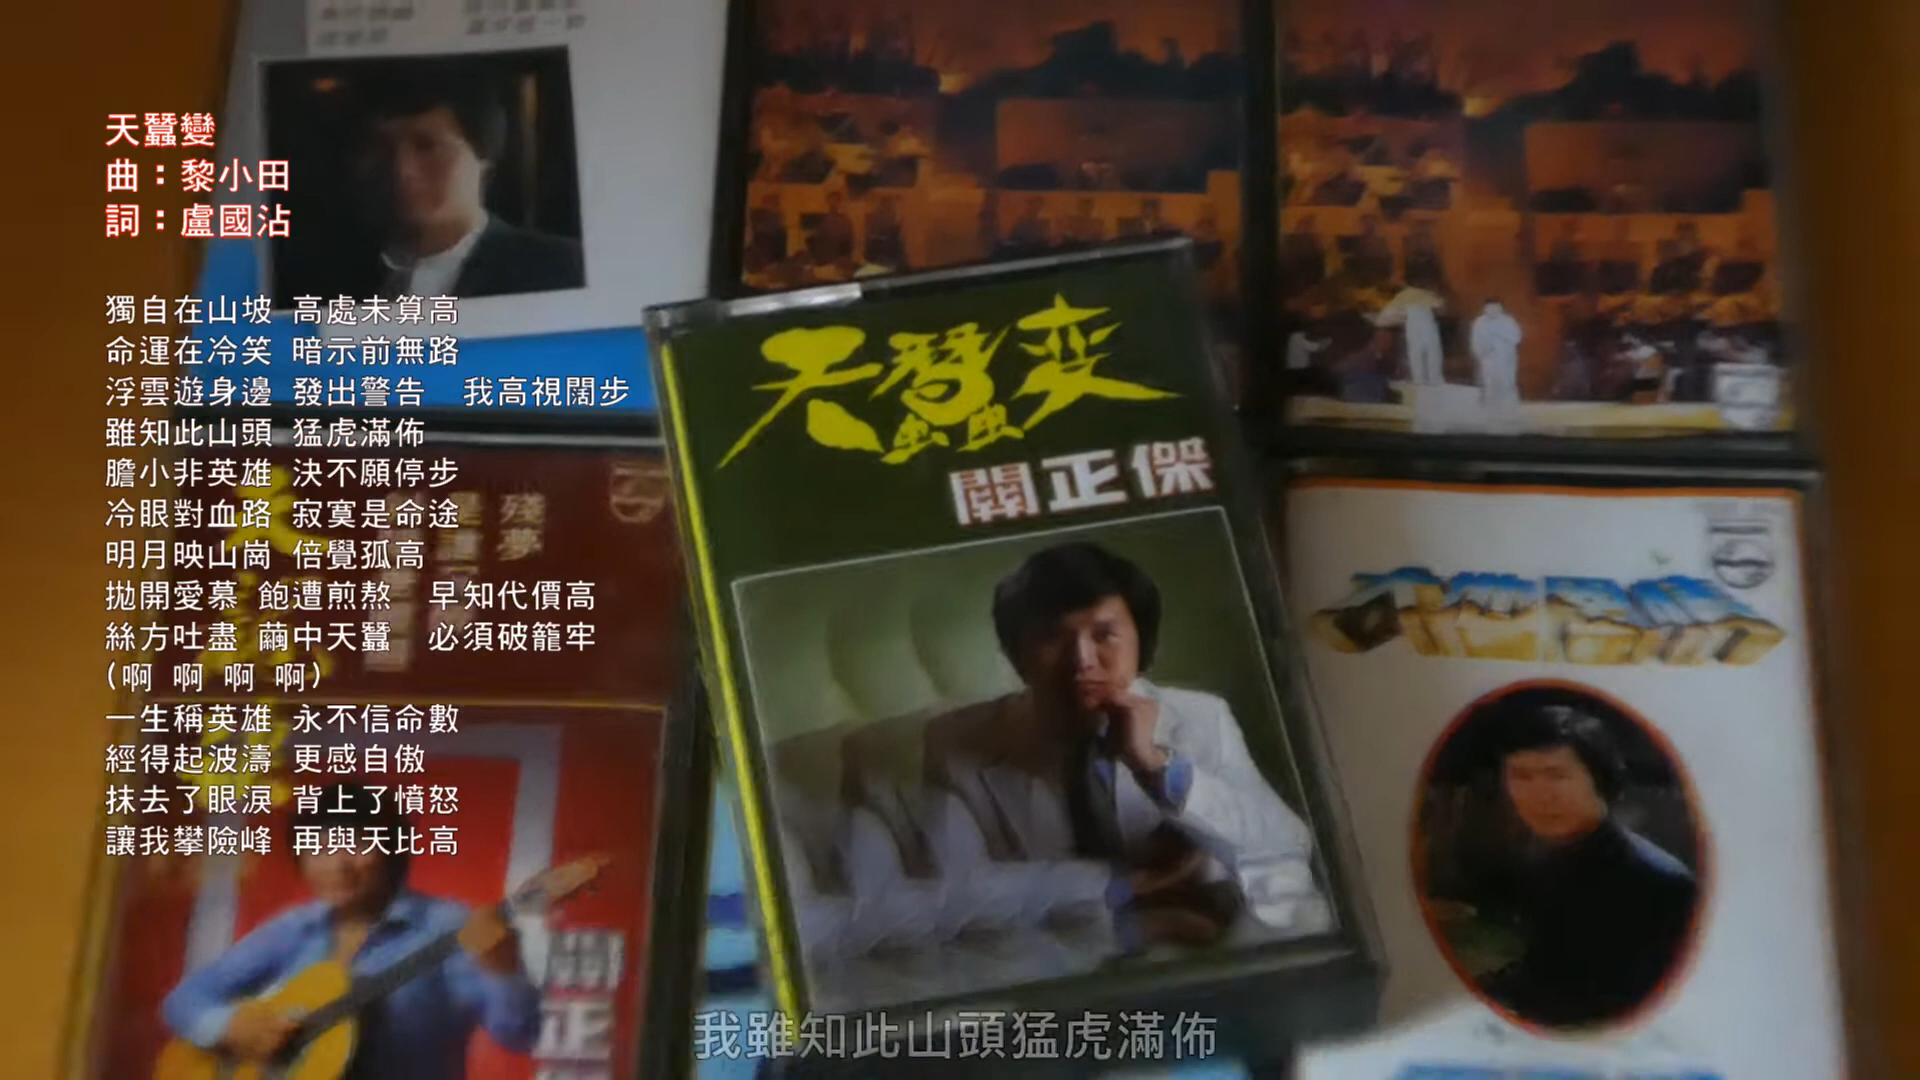 天蠶變
曲：黎小田
詞：盧國沾
獨自在山坡 高處未算高
命運在冷笑 暗示前無路
浮雲遊身邊 發出警告 我高視闊步
雖知此山頭 猛虎滿佈
膽小非英雄 決不願停步
冷眼對血路 寂寞是命途
明月映山崗 倍覺孤高
拋開愛慕 飽遭煎熬 早知代價高
絲方吐盡 繭中天蠶 必須破籠牢
(啊 啊 啊 啊)
一生稱英雄 永不信命數
經得起波濤 更感自傲
抹去了眼淚 背上了憤怒
讓我攀險峰 再與天比高
天蠶变
關正傑
殘夢
關正
我雖知此山頭猛虎滿佈